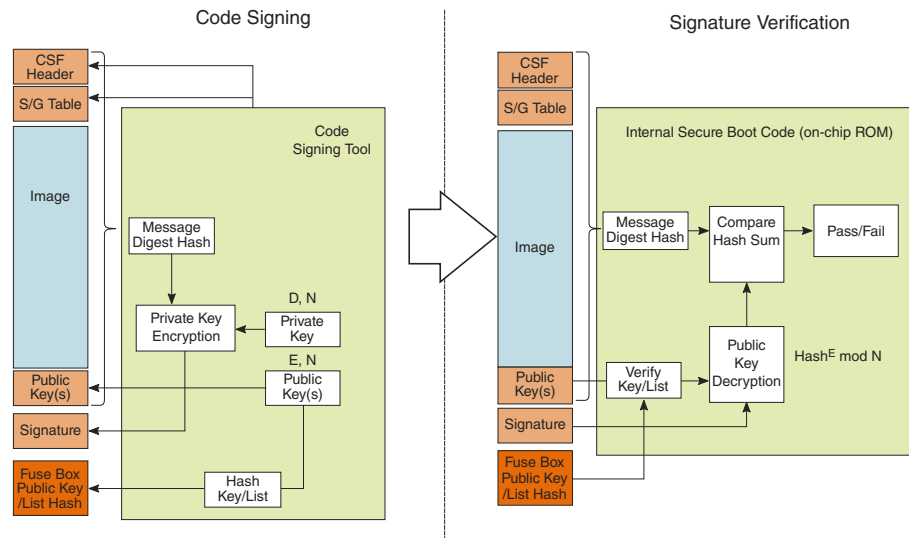 Code Signing
CSF
Header
S/G Table
Image
Public
Key(s)
Signature
Fuse Box
Public Key
/List Hash
Code
Signing Tool
Message
Digest Hash
Private Key
Encryption
D, N
Private
Key
E, N
Public
Key(s)
Hash
Key/List
Signature Verification
CSF
Header
S/G Table
Image
Public
Key(s)
Signature
Fuse Box
Public Key
/List Hash
Internal Secure Boot Code (on-chip ROM)
Message
Digest Hash
Compare
Hash Sum
Pass/Fail
Verify
Key/List
Public
Key
Decryption
Hash^E mod N